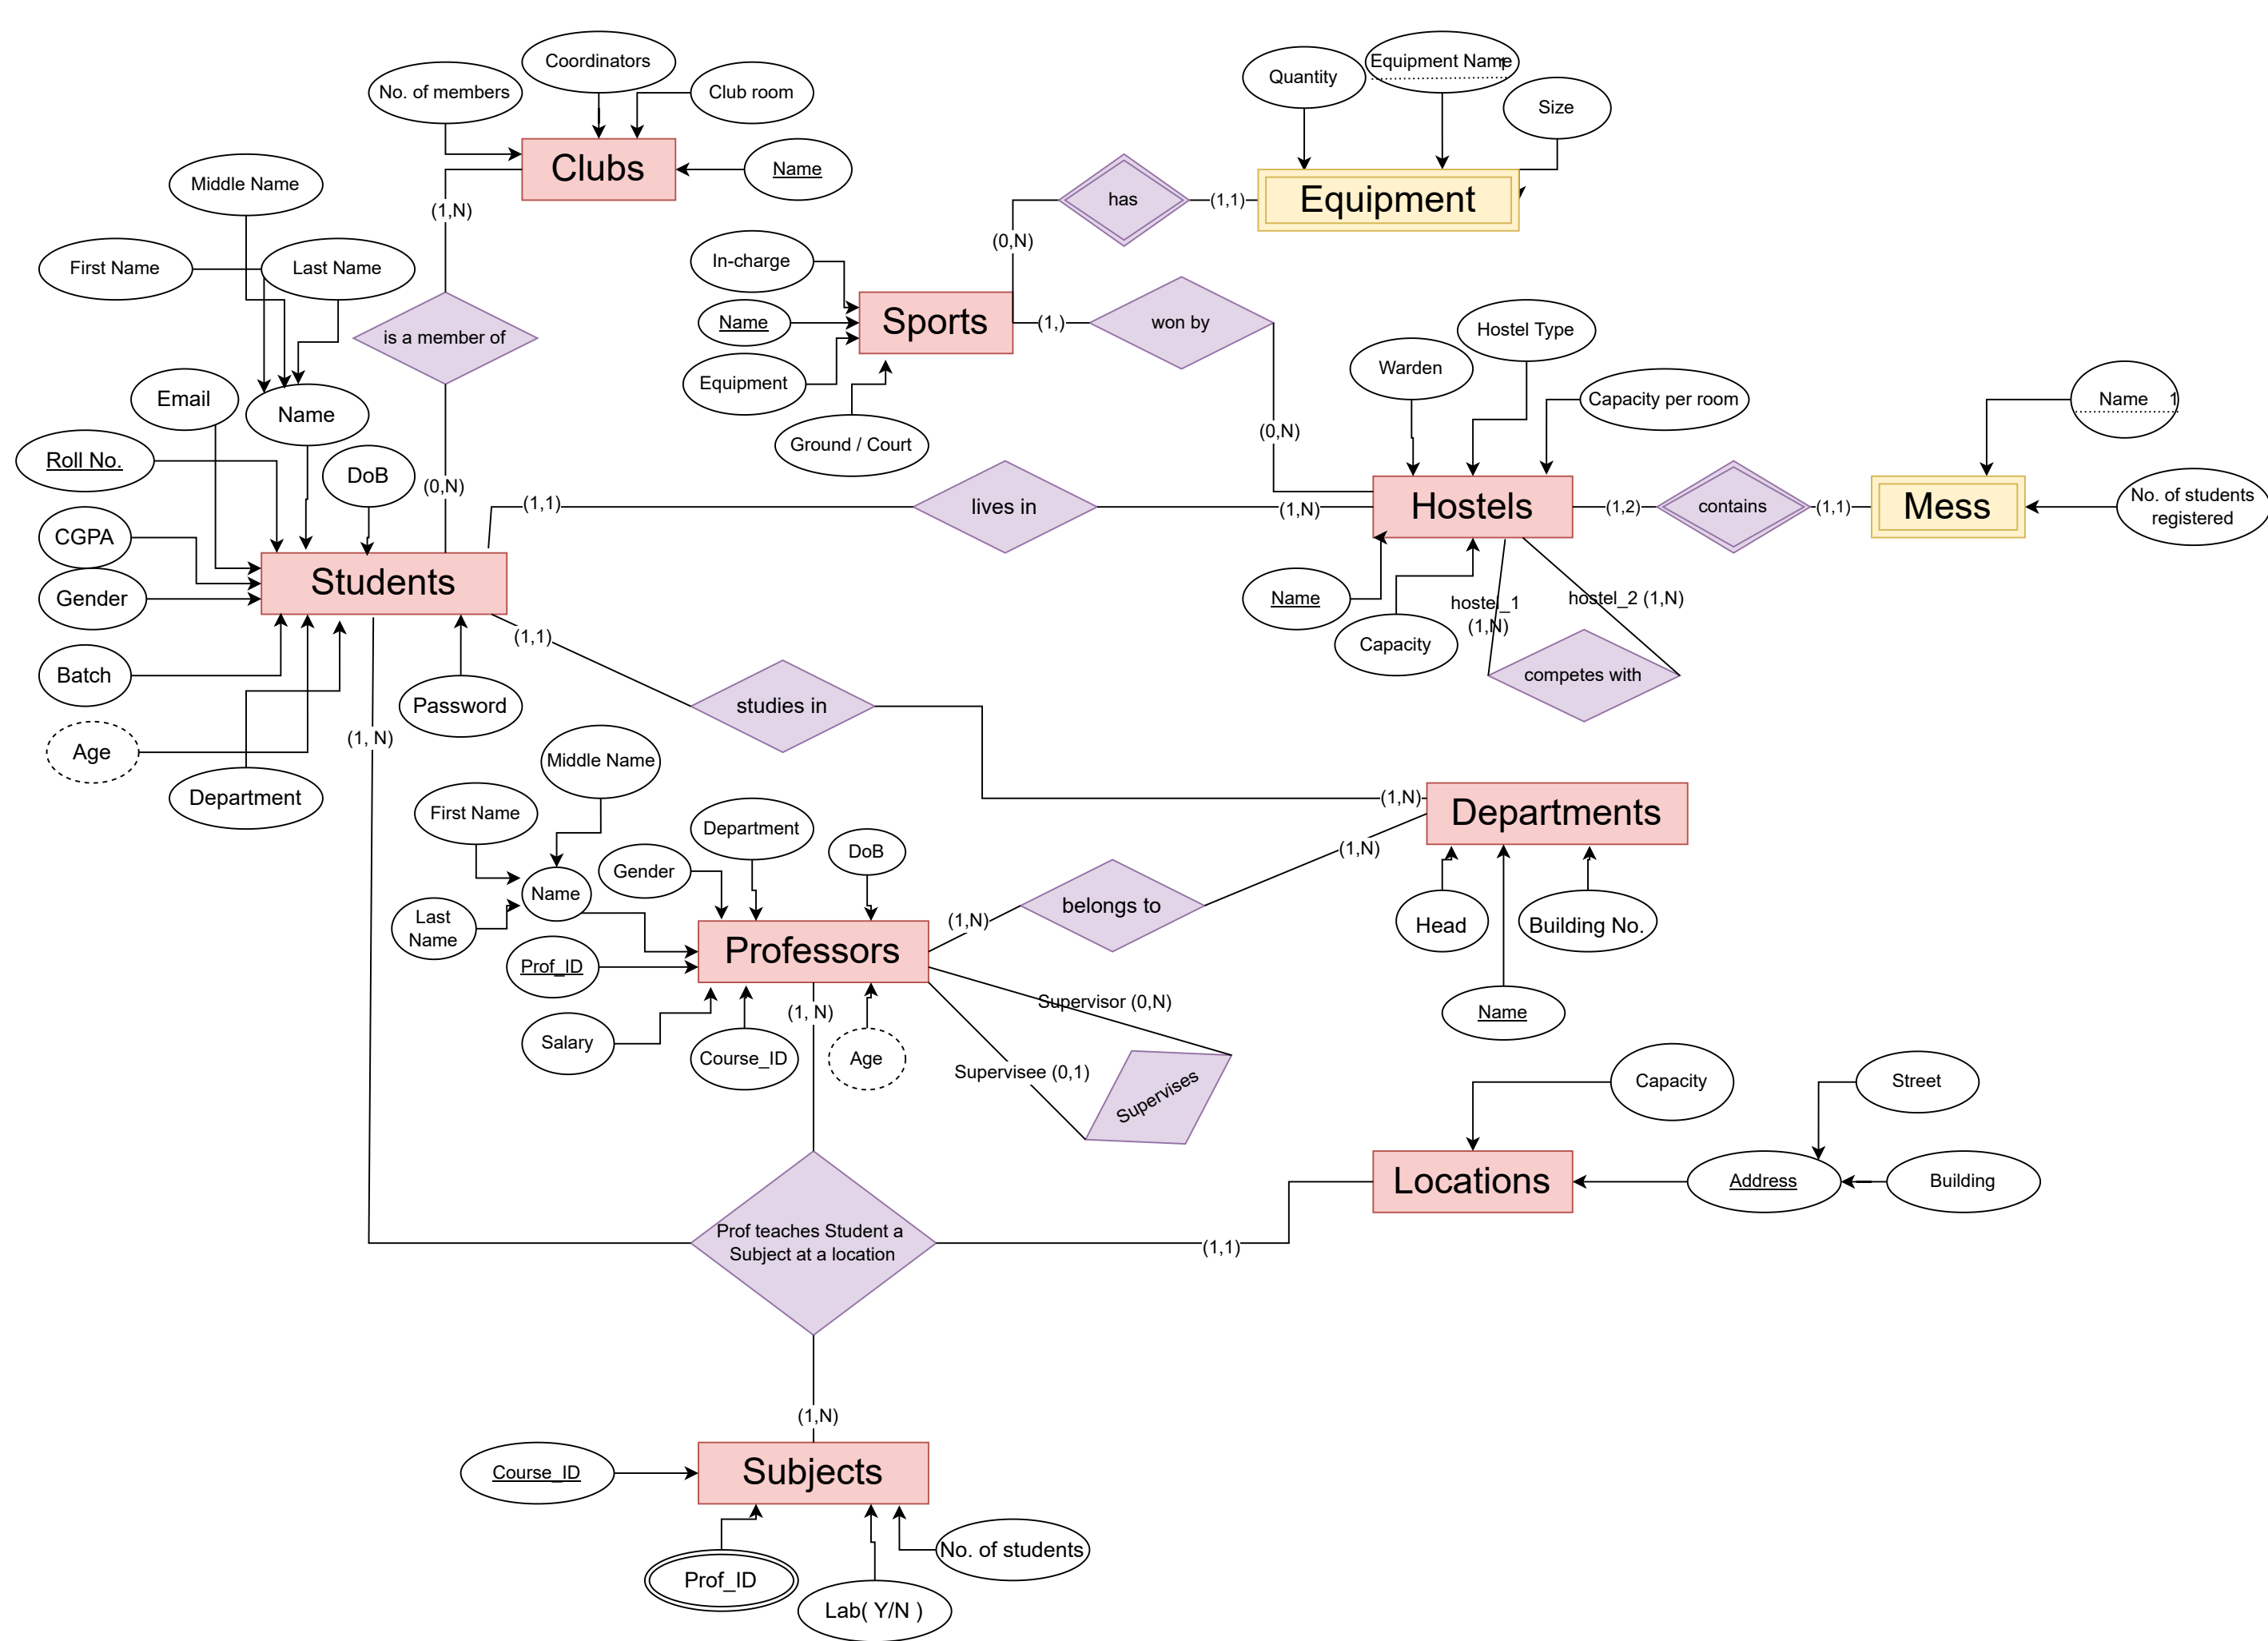 Coordinators
Equipment Name
1
Quantity
No. of members
Club room
Size
Clubs
Name
Middle Name
has
(1,1)
Equipment
(1,N)
(0,N)
In-charge
First Name
Last Name
Sports
Name
(1,)
won by
Hostel Type
is a member of
Warden
Equipment
Capacity per room
Name
1
Email
Name
(0,N)
Ground / Court
Roll No.
DoB
(0,N)
(1,1)
lives in
(1,N)
Hostels
(1,2)
contains
(1,1)
Mess
No. of students
registered
CGPA
Students
Gender
Name
hostel_1
(1,N)
hostel_2 (1,N)
(1,1)
Capacity
Batch
competes with
Password
studies in
(1, N)
Age
Middle Name
Department
First Name
(1,N)
Departments
Department
DoB
(1,N)
Gender
Name
belongs to
Last
Name
(1,N)
Head
Building No.
Professors
Prof_ID
Supervisor (0,N)
(1, N)
Name
Salary
Course_ID
Age
Supervisee (0,1)
Supervises
Capacity
Street
Locations
Address
Building
Prof teaches Student a
Subject at a location
(1,1)
(1,N)
Course_ID
Subjects
No. of students
Prof_ID
Lab( Y/N )